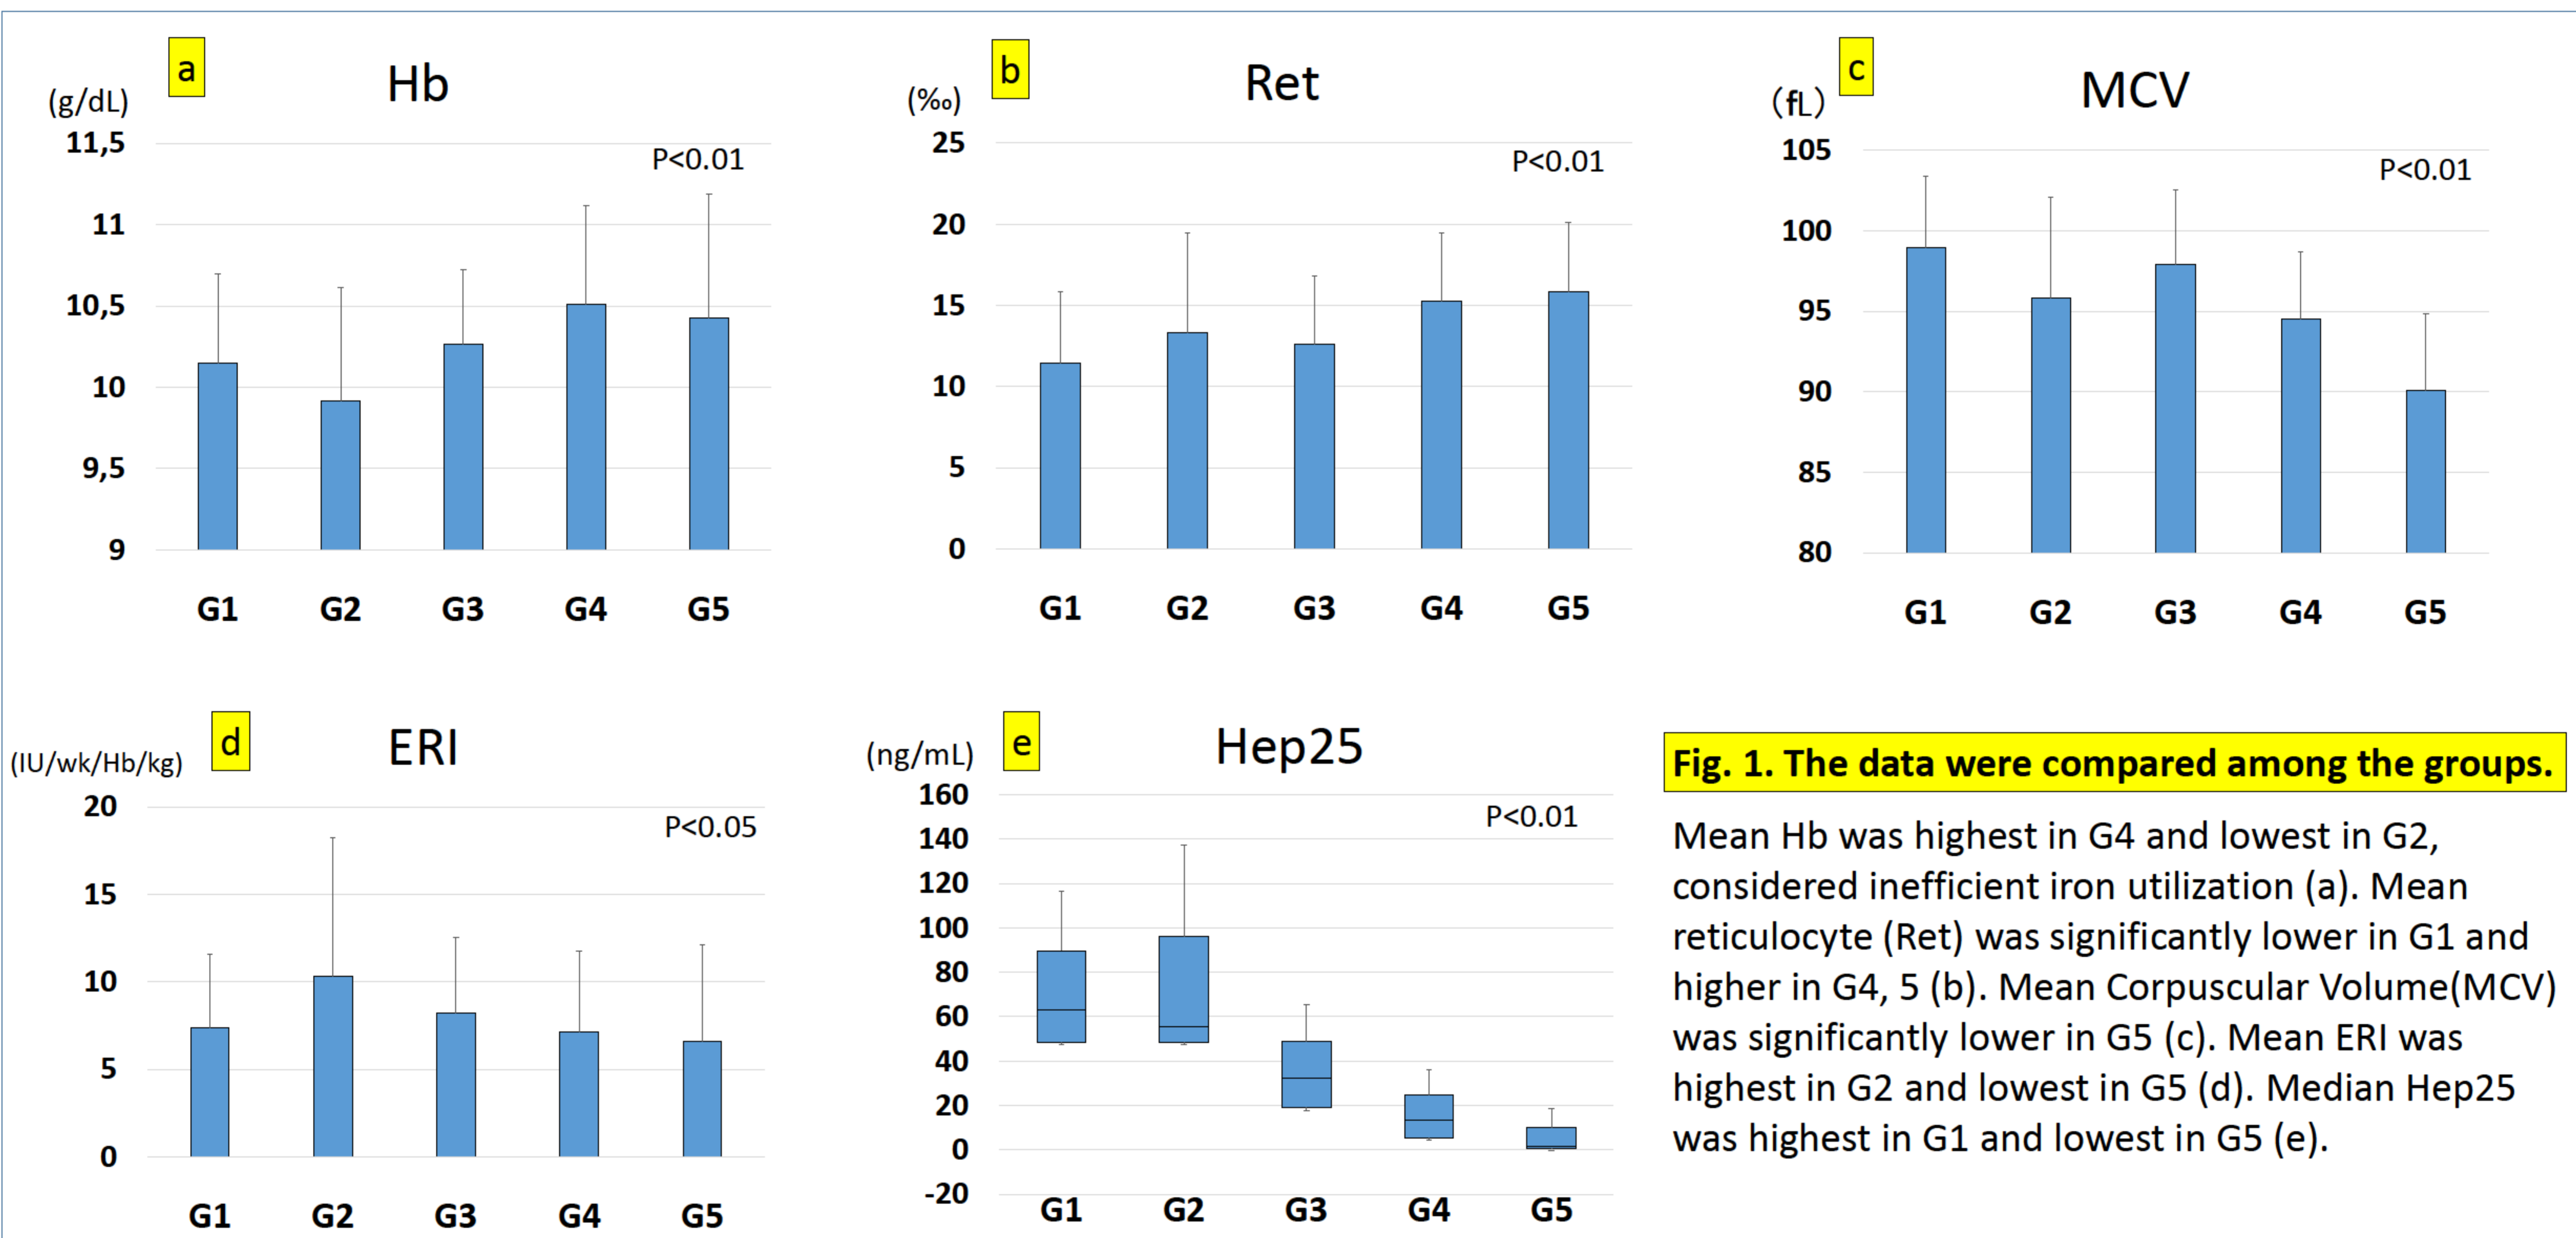 a
Hb
(g/dL)
11,5
11
10,5
10
9,5
9
P<0.01
G1 G2 G3 G4 G5
b
Ret
(‰)
25
20
15
10
5
0
P<0.01
G1 G2 G3 G4 G5
c
MCV
(fL)
105
100
95
90
85
80
P<0.01
G1 G2 G3 G4 G5
d
ERI
(IU/wk/Hb/kg)
20
15
10
5
0
P<0.05
G1 G2 G3 G4 G5
e
Hep25
(ng/mL)
160
140
120
100
80
60
40
20
0
-20
P<0.01
G1 G2 G3 G4 G5
Fig. 1. The data were compared among the groups.
Mean Hb was highest in G4 and lowest in G2,
considered inefficient iron utilization (a). Mean
reticulocyte (Ret) was significantly lower in G1 and
higher in G4, 5 (b). Mean Corpuscular Volume(MCV)
was significantly lower in G5 (c). Mean ERI was
highest in G2 and lowest in G5 (d). Median Hep25
was highest in G1 and lowest in G5 (e).